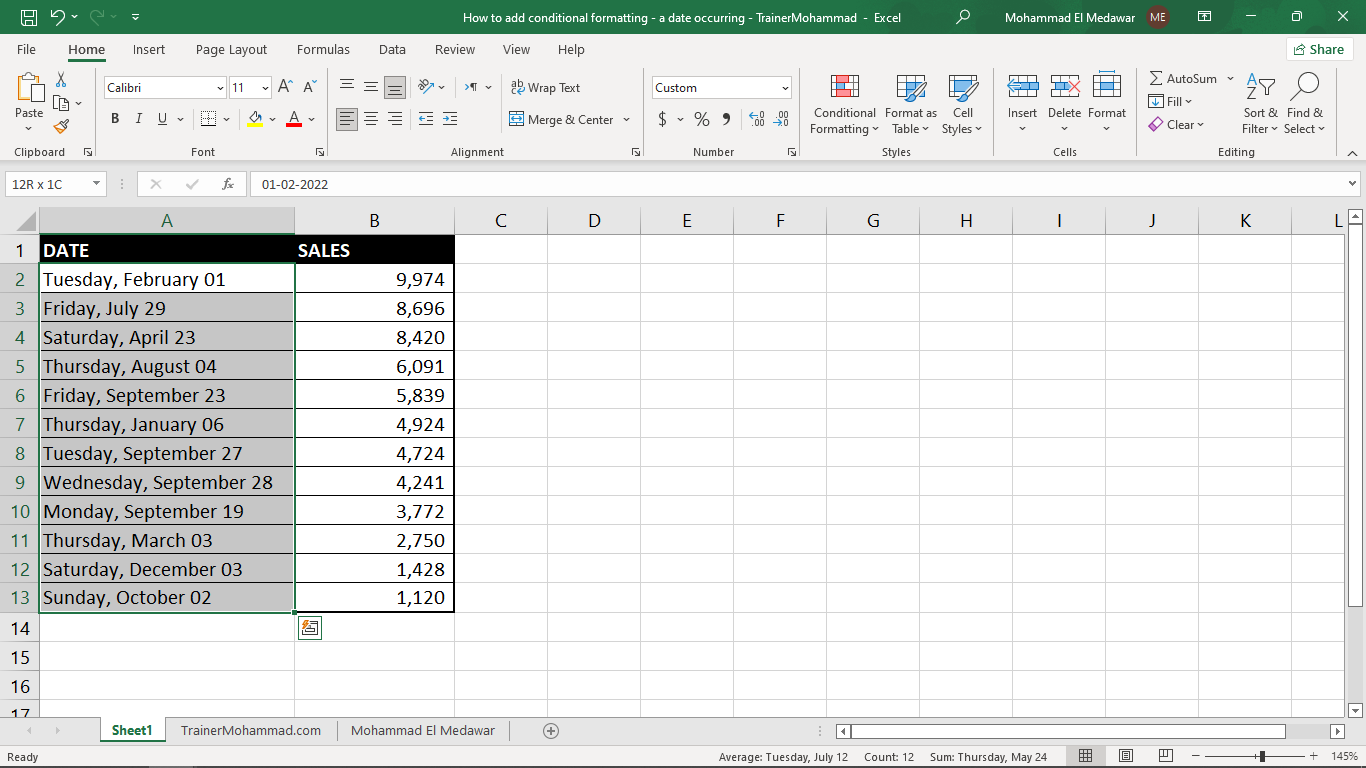 How to add conditional formatting - a date occurring - TrainerMohammad - Excel
Mohammad El Medawar ME
File Home Insert Page Layout Formulas Data Review View Help Share
Paste
Clipboard
Calibri 11
B I U A
Font
ab Wrap Text
Merge & Center
Alignment
Custom
$ % 9 .00 .00
Number
Conditional Formatting
Format as Table
Cell Styles
Styles
Insert Delete Format
Cells
AutoSum
Fill
Clear
Sort & Filter
Find & Select
Editing
12R x 1C fx 01-02-2022
A B C D E F G H I J K L
1 DATE SALES
2 Tuesday, February 01 9,974
3 Friday, July 29 8,696
4 Saturday, April 23 8,420
5 Thursday, August 04 6,091
6 Friday, September 23 5,839
7 Thursday, January 06 4,924
8 Tuesday, September 27 4,724
9 Wednesday, September 28 4,241
10 Monday, September 19 3,772
11 Thursday, March 03 2,750
12 Saturday, December 03 1,428
13 Sunday, October 02 1,120
14
15
16
17
Sheet1 TrainerMohammad.com Mohammad El Medawar
Ready Average: Tuesday, July 12 Count: 12 Sum: Thursday, May 24 145%